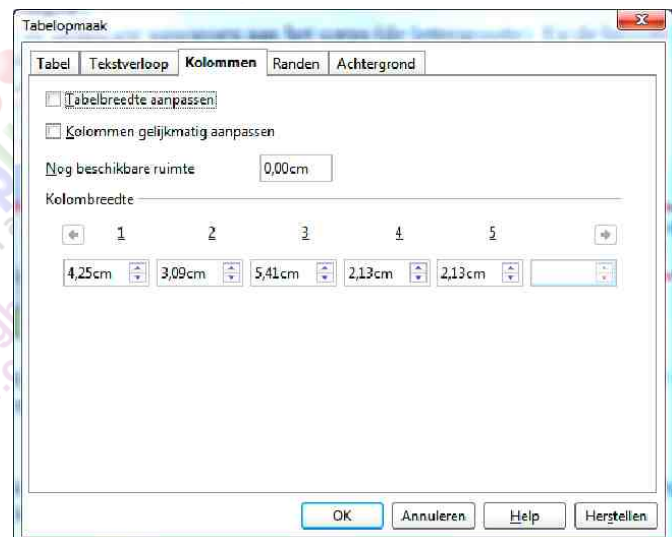 Tabelopmaak
Tabel Tekstverloop Kolommen Randen Achtergrond
Tabelbreedte aanpassen
Kolommen gelijkmatig aanpassen
Nog beschikbare ruimte 0,00cm
Kolombreedte
1 2 3 4 5
4,25cm 3,09cm 5,41cm 2,13cm 2,13cm
OK Annuleren Help Herstellen